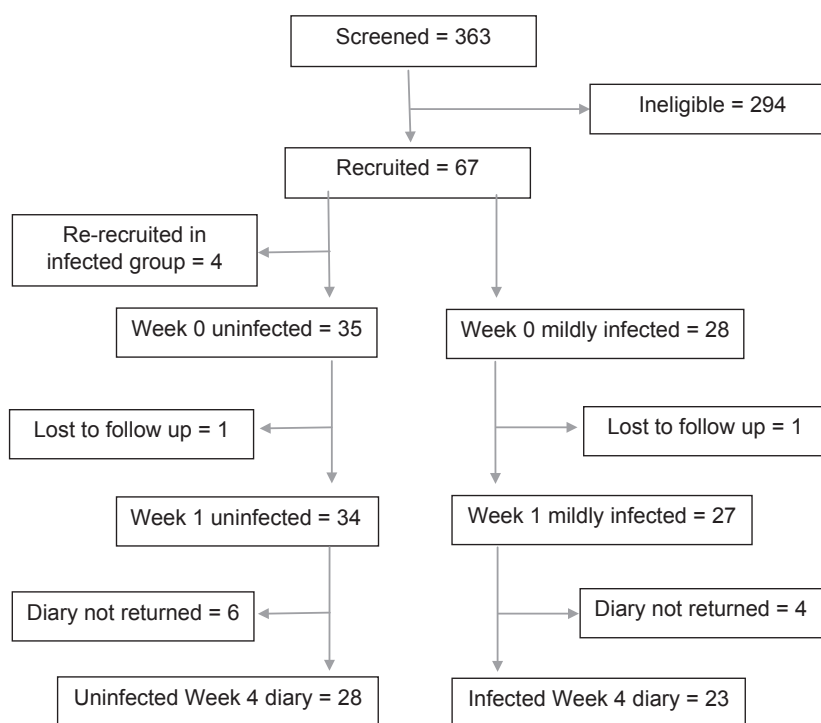 Screened = 363
Ineligible = 294
Recruited = 67
Re-recruited in
infected group = 4
Week 0 uninfected = 35
Week 0 mildly infected = 28
Lost to follow up = 1
Lost to follow up = 1
Week 1 uninfected = 34
Week 1 mildly infected = 27
Diary not returned = 6
Diary not returned = 4
Uninfected Week 4 diary = 28
Infected Week 4 diary = 23